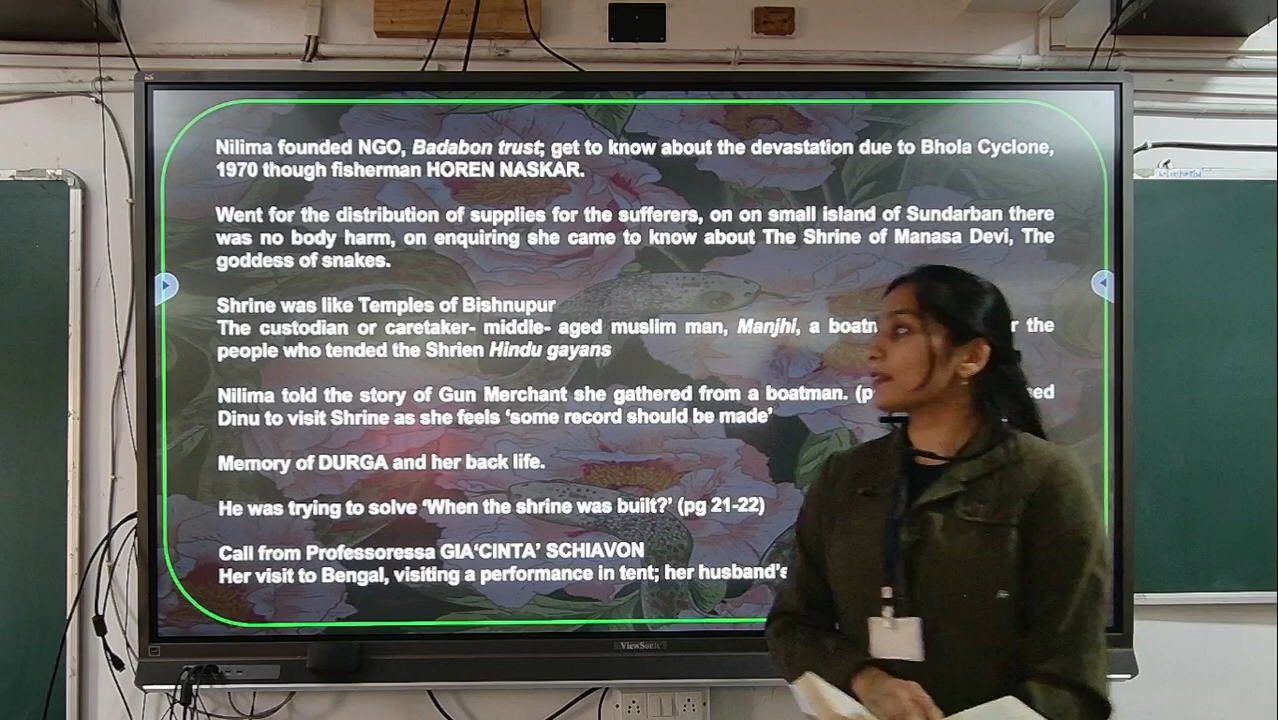 Nilima founded NGO, Badabon trust; get to know about the devastation due to Bhola Cyclone,
1970 though fisherman HOREN NASKAR.
Went for the distribution of supplies for the sufferers, on on small island of Sundarban there
was no body harm, on enquiring she came to know about The Shrine of Manasa Devi, The
goddess of snakes.
Shrine was like Temples of Bishnupur
The custodian or caretaker- middle- aged muslim man, Manjhi, a the
people who tended the Shrien Hindu gayans
Nilima told the story of Gun Merchant she gathered from a boatman.
Dinu to visit Shrine as she feels ‘some record should be made’
Memory of DURGA and her back life.
He was trying to solve ‘When the shrine was built?’ (pg 21-22)
Call from Professoressa GIA‘CINTA’ SCHIAVON
Her visit to Bengal, visiting a performance in tent; her husband's
ViewSonic